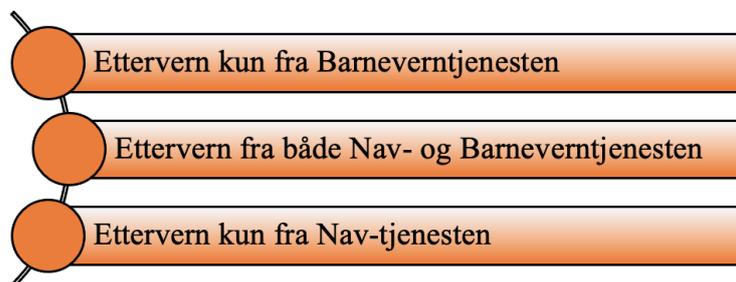 Ettervern kun fra Barneverntjenesten
Ettervern fra både Nav- og Barneverntjenesten
Ettervern kun fra Nav-tjenesten